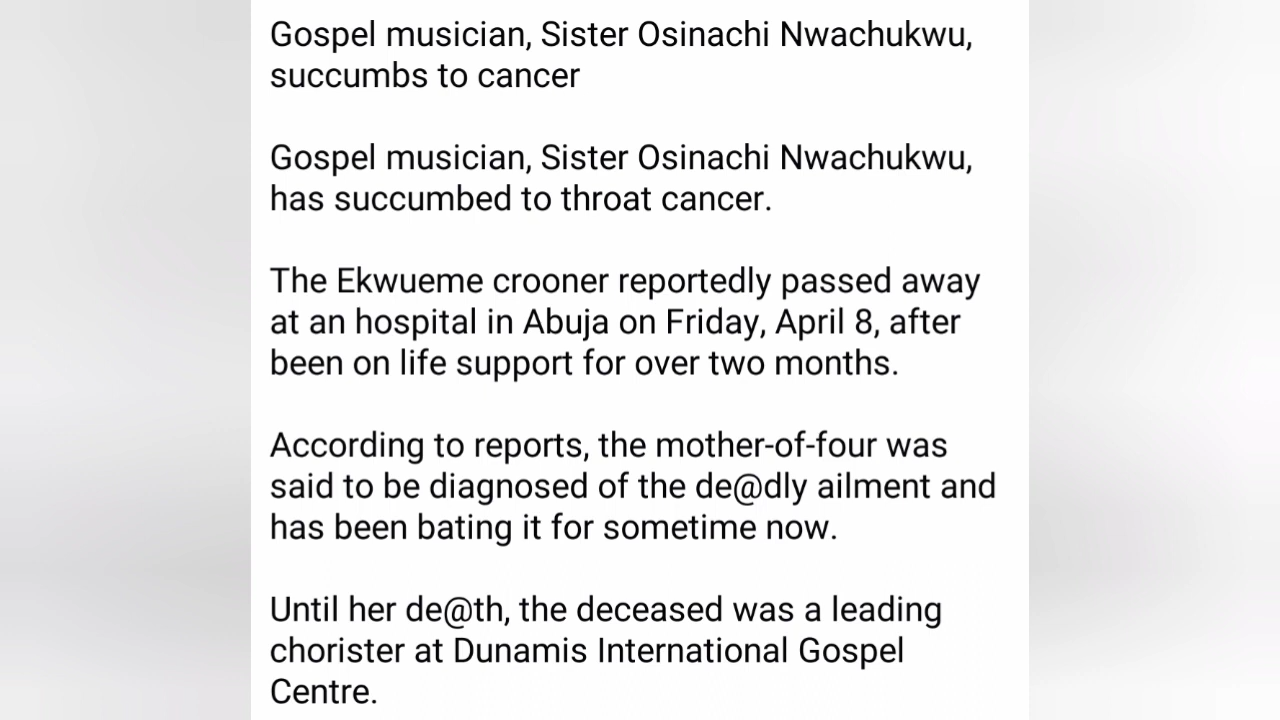 Gospel musician, Sister Osinachi Nwachukwu,
succumbs to cancer
Gospel musician, Sister Osinachi Nwachukwu,
has succumbed to throat cancer.
The Ekwueme crooner reportedly passed away
at an hospital in Abuja on Friday, April 8, after
been on life support for over two months.
According to reports, the mother-of-four was
said to be diagnosed of the de@dly ailment and
has been bating it for sometime now.
Until her de@th, the deceased was a leading
chorister at Dunamis International Gospel
Centre.